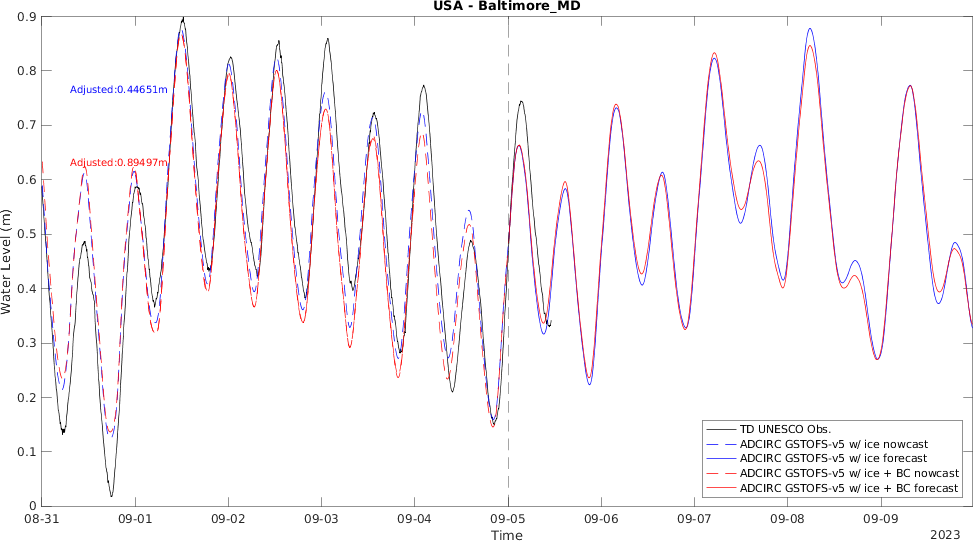 USA - Baltimore_MD
0.9
0.8
0.7
0.6
0.5
0.4
0.3
0.2
0.1
0
Water Level (m)
Adjusted:0.44651m
Adjusted:0.89497m
TD UNESCO Obs.
ADCIRC GSTOFS-v5 w/ ice nowcast
ADCIRC GSTOFS-v5 w/ ice forecast
ADCIRC GSTOFS-v5 w/ ice + BC nowcast
ADCIRC GSTOFS-v5 w/ ice + BC forecast
08-31 09-01 09-02 09-03 09-04 09-05 09-06 09-07 09-08 09-09
Time
2023